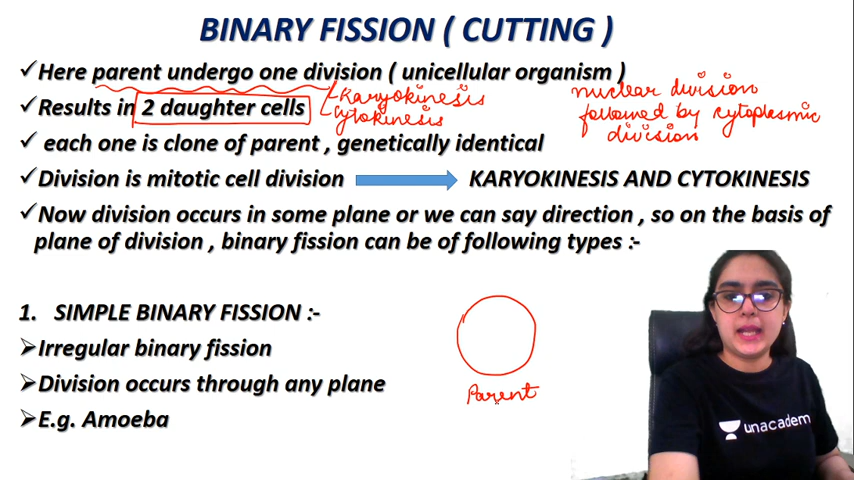 BINARY FISSION ( CUTTING )
✓Here parent undergo one division ( unicellular organism )
✓Results in 2 daughter cells
Karyokinesis
Cytokinesis
nuclear division
followed by cytoplasmic
division
✓ each one is clone of parent , genetically identical
✓Division is mitotic cell division KARYOKINESIS AND CYTOKINESIS
✓Now division occurs in some plane or we can say direction , so on the basis of
plane of division , binary fission can be of following types :-
1. SIMPLE BINARY FISSION :-
➢Irregular binary fission
➢Division occurs through any plane
➢E.g. Amoeba
Parent
unacadem